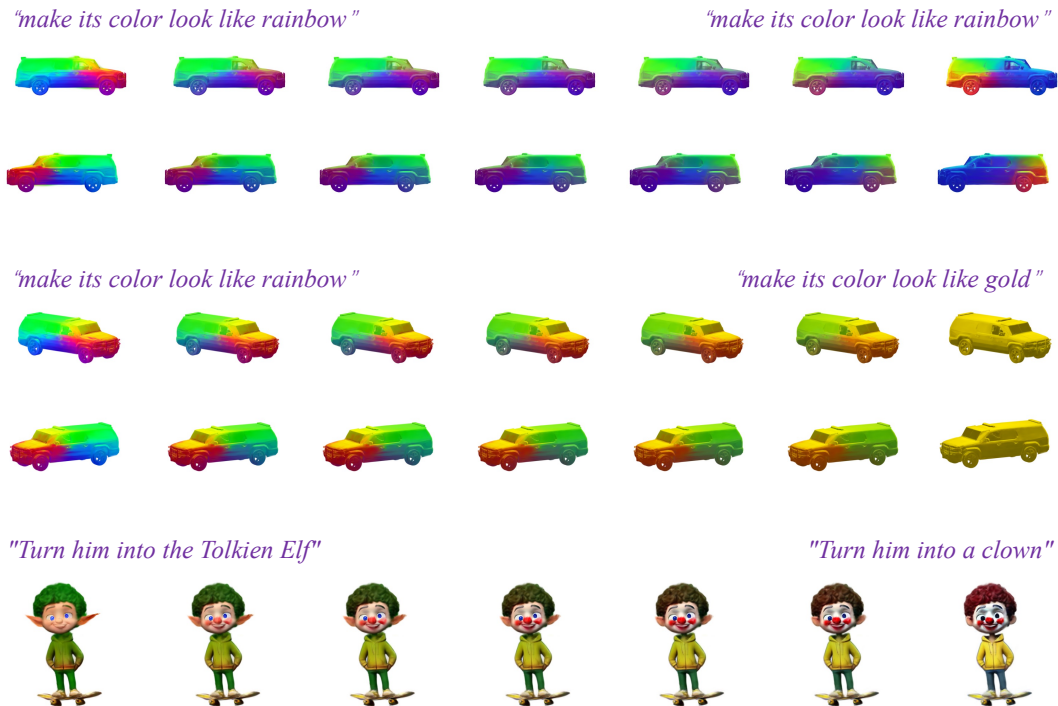 “make its color look like rainbow”
“make its color look like rainbow”
“make its color look like rainbow”
“make its color look like gold”
"Turn him into the Tolkien Elf"
"Turn him into a clown"